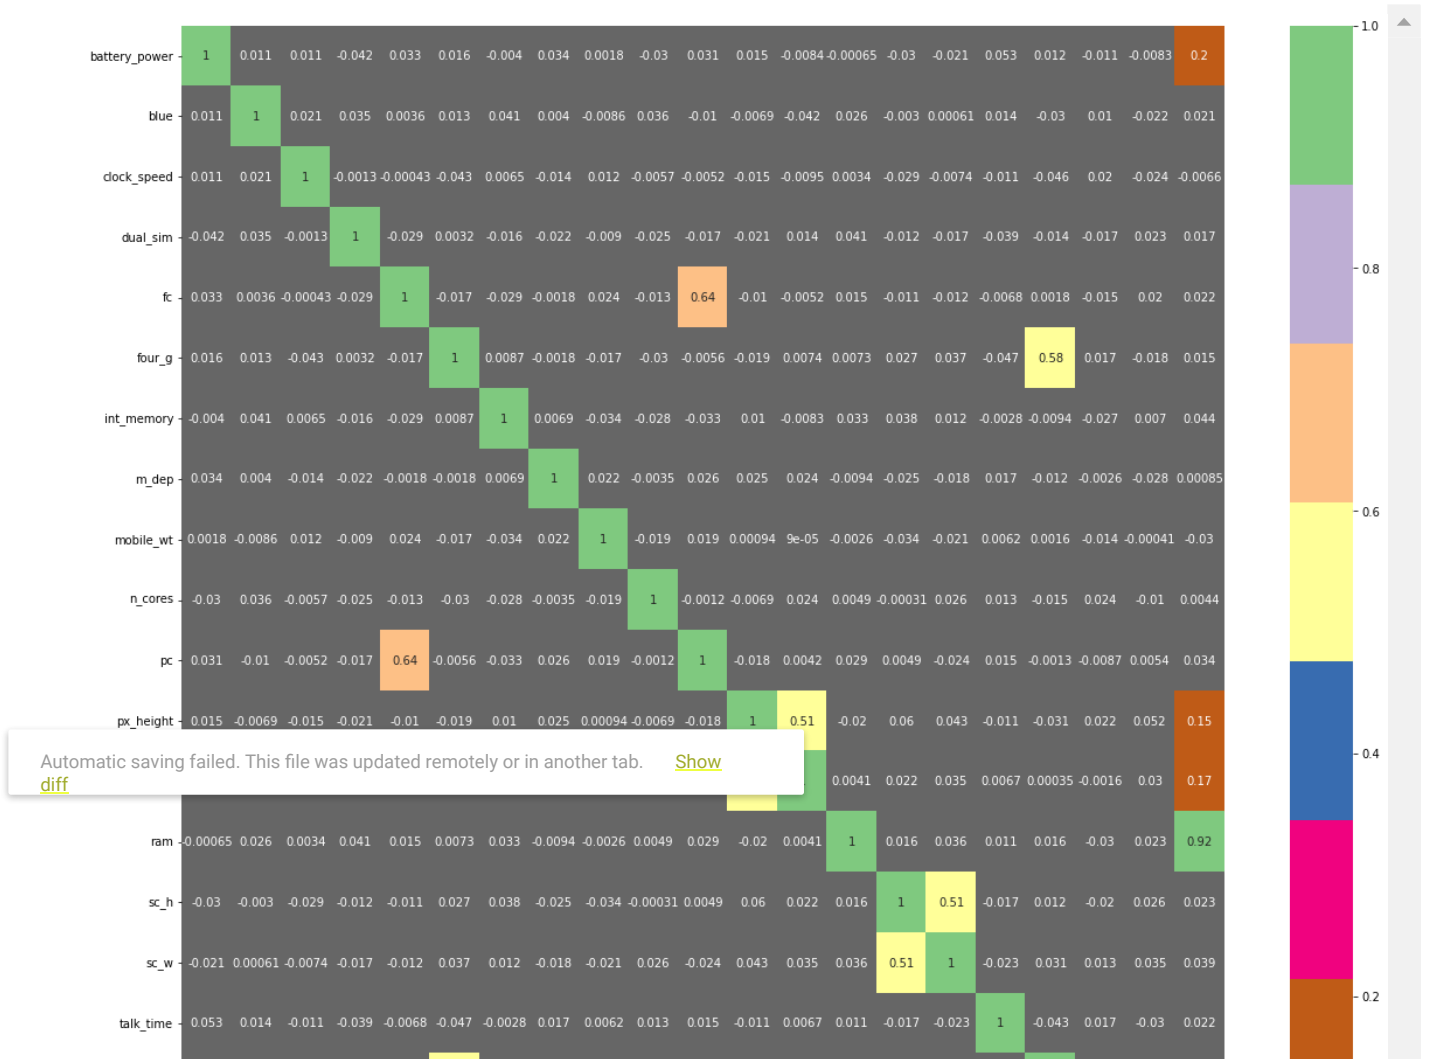 1.0
battery_power 1 0.011 0.011 -0.042 0.033 0.016 -0.004 0.034 0.0018 -0.03 0.031 0.015 -0.0084 -0.00065 -0.03 -0.021 0.053 0.012 -0.011 -0.0083 0.2
blue 0.011 1 0.021 0.035 0.0036 0.013 0.041 0.004 -0.0086 0.036 -0.01 -0.0069 -0.042 0.026 -0.003 0.00061 0.014 -0.03 0.01 -0.022 0.021
clock_speed 0.011 0.021 1 -0.0013 -0.00043 -0.043 0.0065 -0.014 0.012 -0.0057 -0.0052 -0.015 -0.0095 0.0034 -0.029 -0.0074 -0.011 -0.046 0.02 -0.024 -0.0066
dual_sim -0.042 0.035 -0.0013 1 -0.029 0.0032 -0.016 -0.022 -0.009 -0.025 -0.017 -0.021 0.014 0.041 -0.012 -0.017 -0.039 -0.014 -0.017 0.023 0.017
0.8
fc 0.033 0.0036 -0.00043 -0.029 1 -0.017 -0.029 -0.0018 0.024 -0.013 0.64 -0.01 -0.0052 0.015 -0.011 -0.012 -0.0068 0.0018 -0.015 0.02 0.022
four_g 0.016 0.013 -0.043 0.0032 -0.017 1 0.0087 -0.0018 -0.017 -0.03 -0.0056 -0.019 0.0074 0.0073 0.027 0.037 -0.047 0.58 0.017 -0.018 0.015
int_memory -0.004 0.041 0.0065 -0.016 -0.029 0.0087 1 0.0069 -0.034 -0.028 -0.033 0.01 -0.0083 0.033 0.038 0.012 -0.0028 -0.0094 -0.027 0.007 0.044
m_dep 0.034 0.004 -0.014 -0.022 -0.0018 -0.0018 0.0069 1 0.022 -0.0035 0.026 0.025 0.024 -0.0094 -0.025 -0.018 0.017 -0.012 -0.0026 -0.028 0.00085
0.6
mobile_wt 0.0018 -0.0086 0.012 -0.009 0.024 -0.017 -0.034 0.022 1 -0.019 0.019 0.00094 9e-05 -0.0026 -0.034 -0.021 0.0062 0.0016 -0.014 -0.00041 -0.03
n_cores -0.03 0.036 -0.0057 -0.025 -0.013 -0.03 -0.028 -0.0035 -0.019 1 -0.0012 -0.0069 0.024 0.0049 -0.00031 0.026 0.013 -0.015 0.024 -0.01 0.0044
pc 0.031 -0.01 -0.0052 -0.017 0.64 -0.0056 -0.033 0.026 0.019 -0.0012 1 -0.018 0.0042 0.029 0.0049 -0.024 0.015 -0.0013 -0.0087 0.0054 0.034
px_height 0.015 -0.0069 -0.015 -0.021 -0.01 -0.019 0.01 0.025 0.00094 -0.0069 -0.018 1 0.51 -0.02 0.06 0.043 -0.011 -0.031 0.022 0.052 0.15
0.4
Automatic saving failed. This file was updated remotely or in another tab. Show
diff
0.0041 0.022 0.035 0.0067 0.00035 -0.0016 0.03 0.17
ram -0.00065 0.026 0.0034 0.041 0.015 0.0073 0.033 -0.0094 -0.0026 0.0049 0.029 -0.02 0.0041 1 0.016 0.036 0.011 0.016 -0.03 0.023 0.92
sc_h -0.03 -0.003 -0.029 -0.012 -0.011 0.027 0.038 -0.025 -0.034 -0.00031 0.0049 0.06 0.022 0.016 1 0.51 -0.017 0.012 -0.02 0.026 0.023
sc_w -0.021 0.00061 -0.0074 -0.017 -0.012 0.037 0.012 -0.018 -0.021 0.026 -0.024 0.043 0.035 0.036 0.51 1 -0.023 0.031 0.013 0.035 0.039
0.2
talk_time 0.053 0.014 -0.011 -0.039 -0.0068 -0.047 -0.0028 0.017 0.0062 0.013 0.015 -0.011 0.0067 0.011 -0.017 -0.023 1 -0.043 0.017 -0.03 0.022